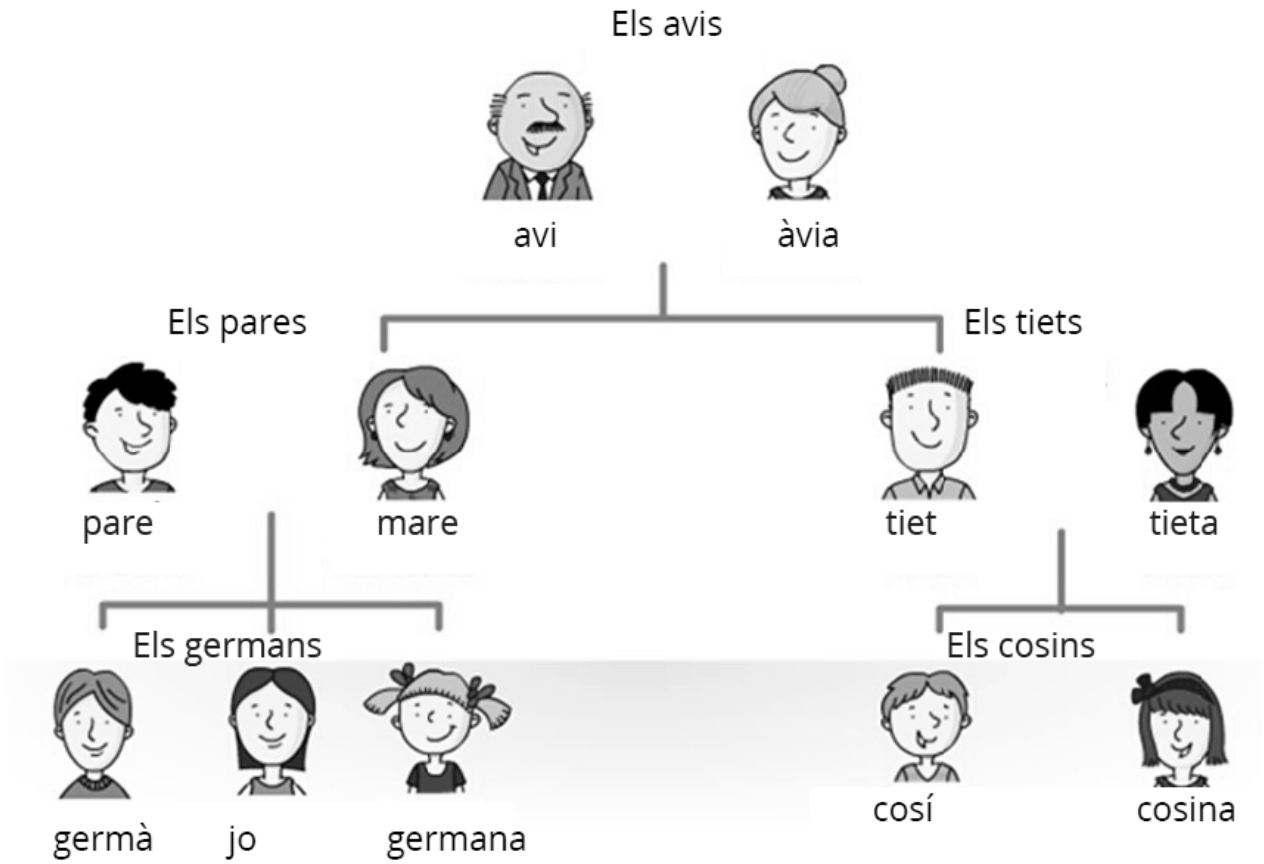 Els avis
avi àvia
Els pares Els tiets
pare mare tiet tieta
Els germans Els cosins
germà jo germana cosí cosina